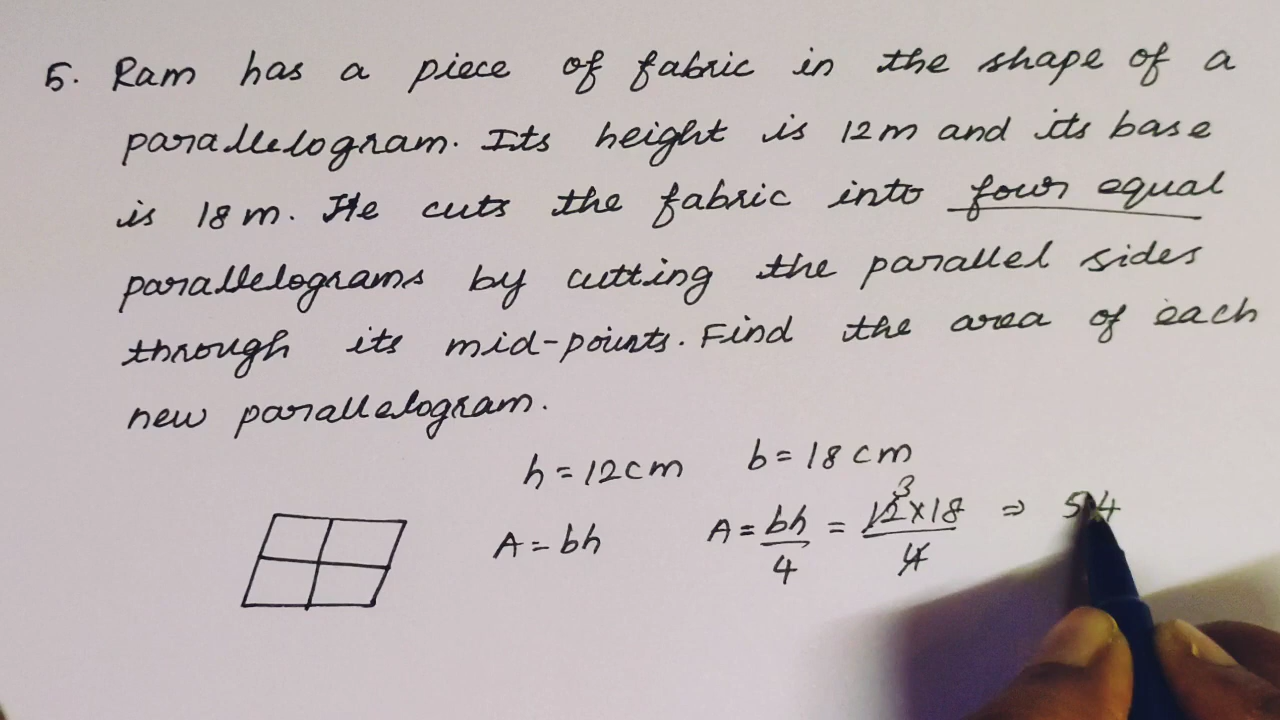 5. Ram has a piece of fabric in the shape of a
parallelogram. Its height is 12m and its base
is 18m. He cuts the fabric into four equal
parallelograms by cutting the parallel sides
through its mid-points. Find the area of each
new parallelogram.
h = 12cm b = 18cm
A = bh A = bh/4 = 12³×18/4 ⇒ 54